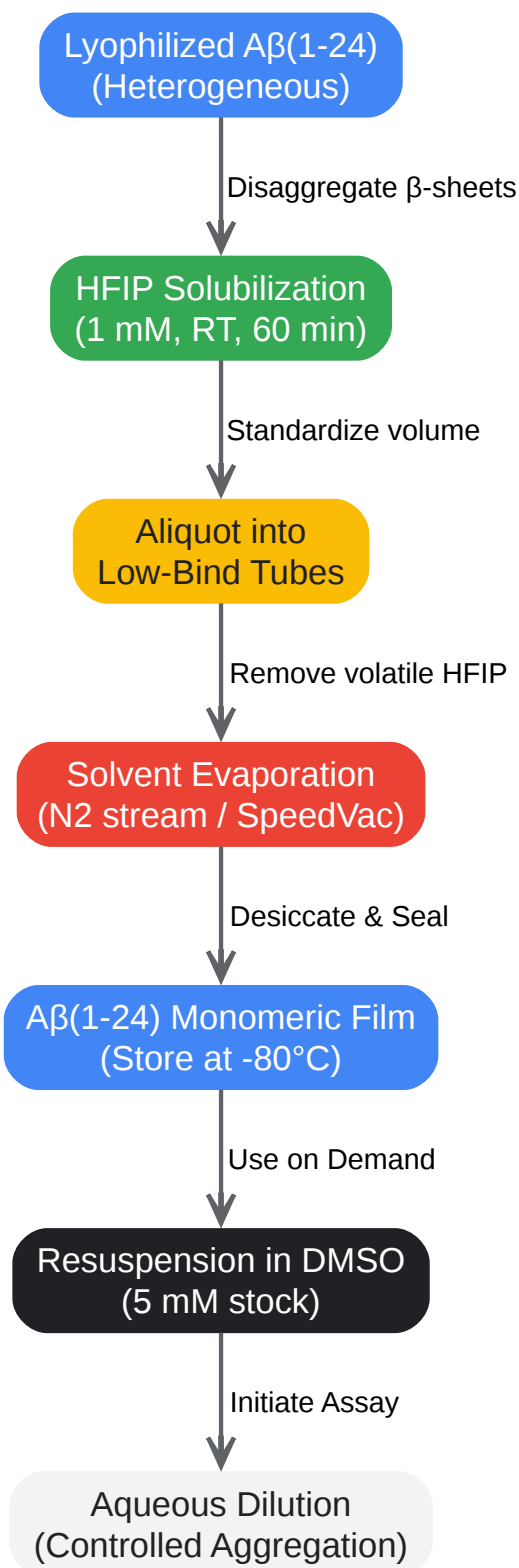 Lyophilized Aβ(1-24)
(Heterogeneous)
Disaggregate β-sheets
HFIP Solubilization
(1 mM, RT, 60 min)
Standardize volume
Aliquot into
Low-Bind Tubes
Remove volatile HFIP
Solvent Evaporation
(N2 stream / SpeedVac)
Desiccate & Seal
Aβ(1-24) Monomeric Film
(Store at -80°C)
Use on Demand
Resuspension in DMSO
(5 mM stock)
Initiate Assay
Aqueous Dilution
(Controlled Aggregation)